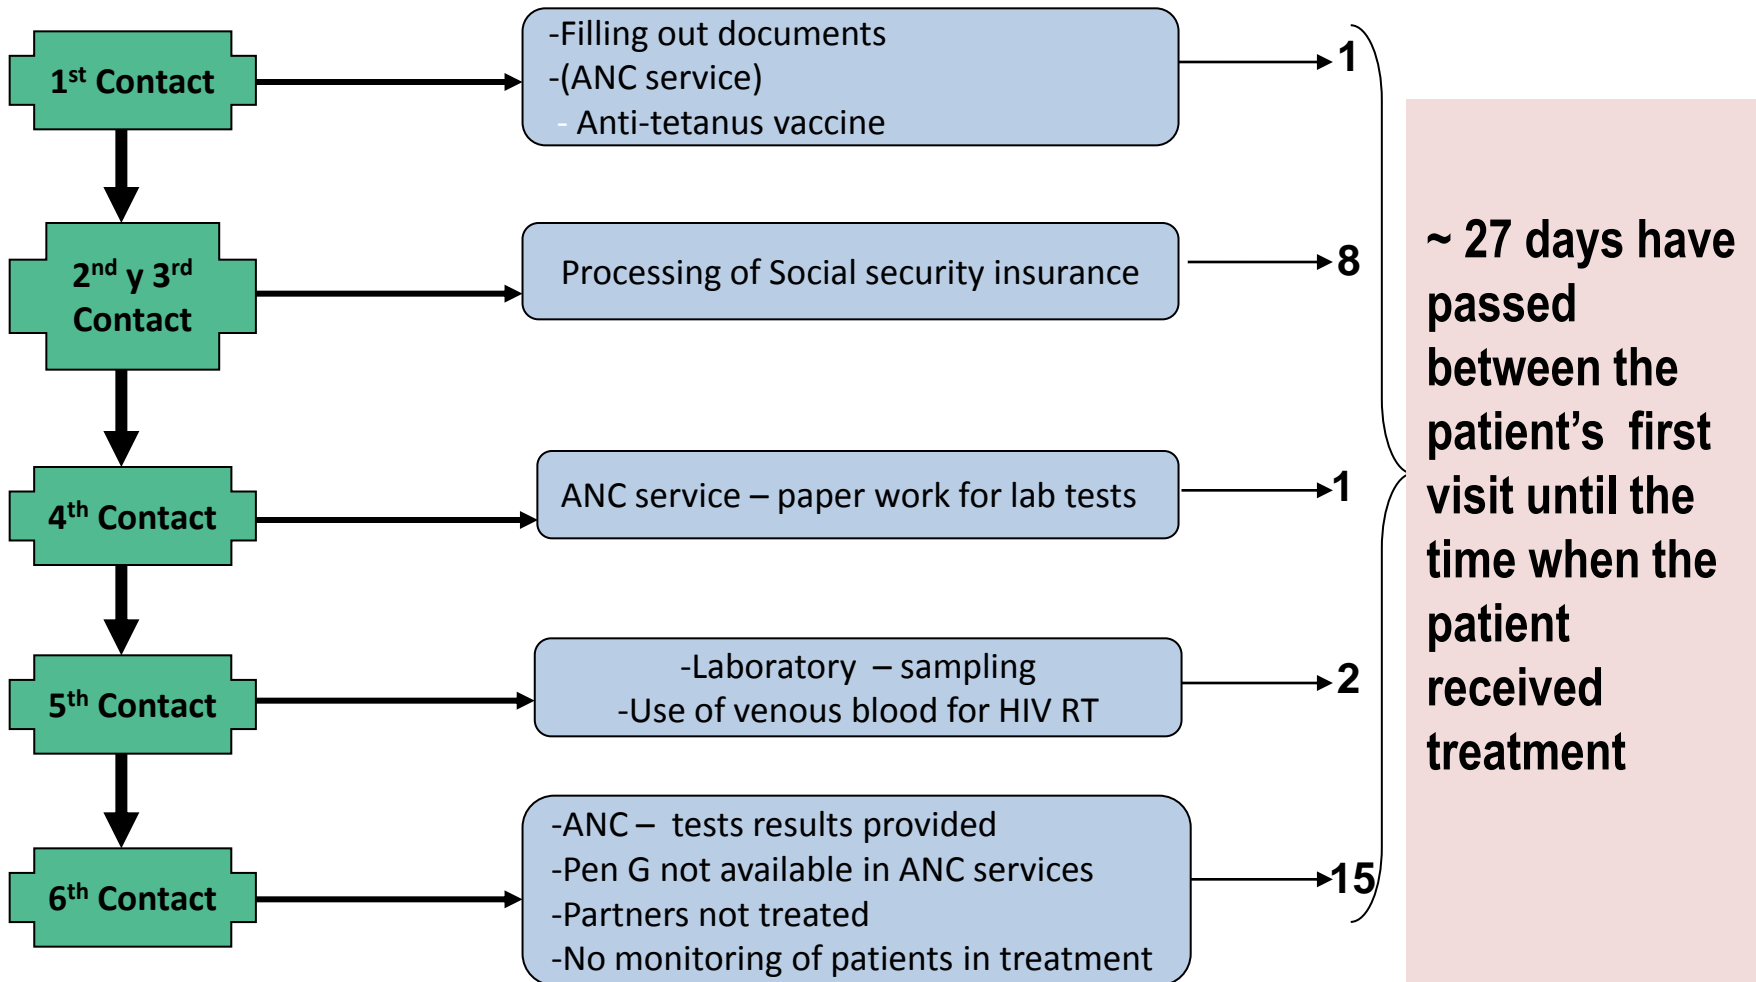 1st Contact
-Filling out documents
-(ANC service)
- Anti-tetanus vaccine
1
2nd y 3rd
Contact
Processing of Social security insurance
8
4th Contact
ANC service – paper work for lab tests
1
5th Contact
-Laboratory – sampling
-Use of venous blood for HIV RT
2
6th Contact
-ANC – tests results provided
-Pen G not available in ANC services
-Partners not treated
-No monitoring of patients in treatment
15
~ 27 days have
passed
between the
patient’s first
visit until the
time when the
patient
received
treatment